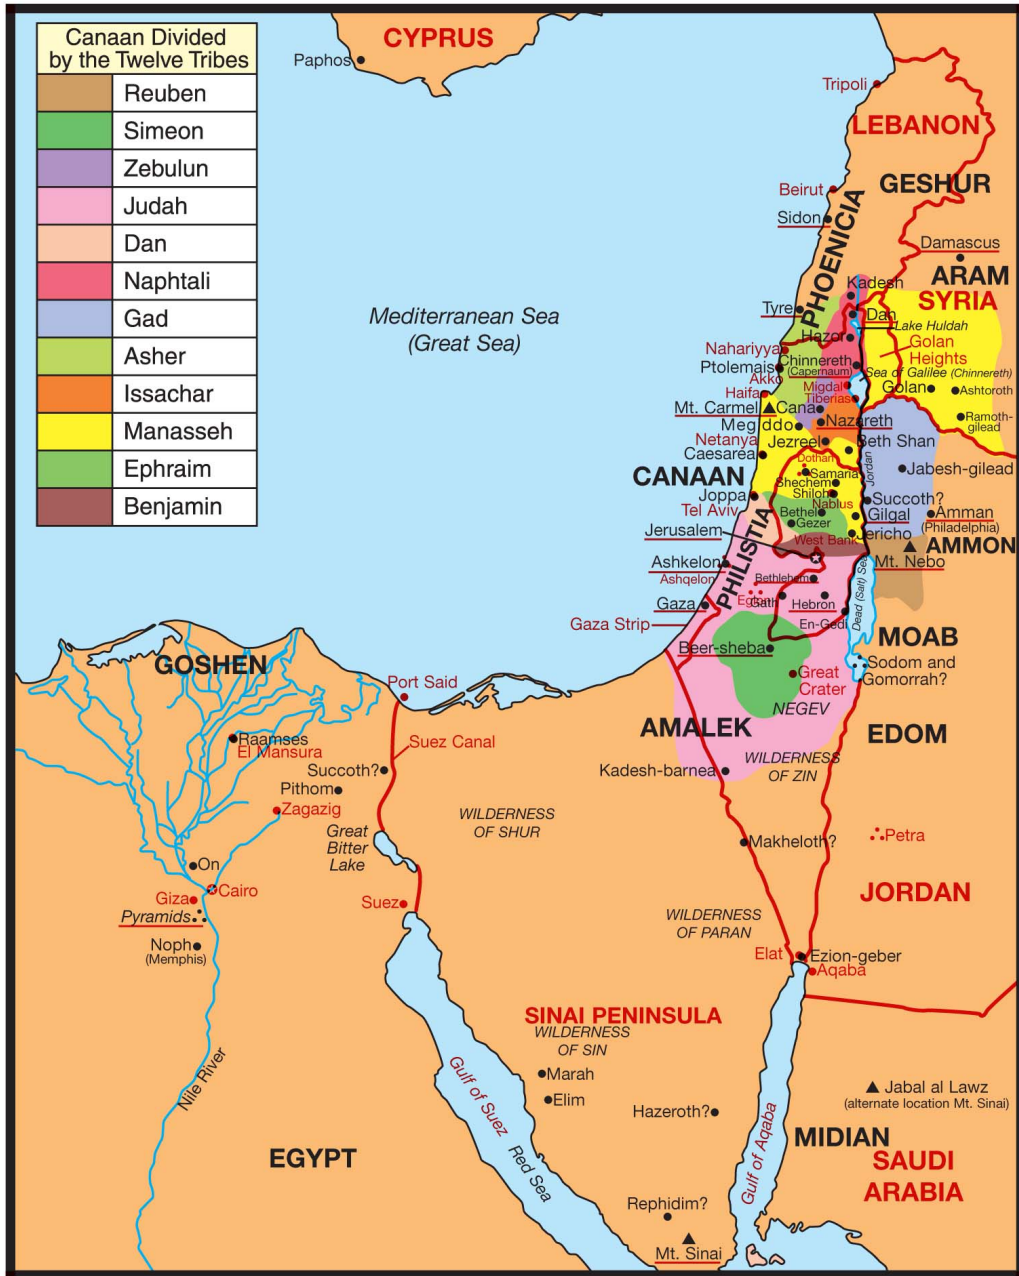 Canaan Divided
by the Twelve Tribes
Reuben
Simeon
Zebulun
Judah
Dan
Naphtali
Gad
Asher
Issachar
Manasseh
Ephraim
Benjamin
CYPRUS
Paphos
Tripoli
LEBANON
GESHUR
Beirut
Sidon
PHOENICIA
Damascus
ARAM
SYRIA
Kadesh
Mediterranean Sea
(Great Sea)
Tyre
Dan
Lake Huldah
Hazor
Golan
Heights
Nahariyya
Ptolemais
Akko
Chinnereth
(Capernaum)
Sea of Galilee (Chinnereth)
Haifa
Migdal
Tiberias
Golan
Ashtoroth
Mt. Carmel
Cana
Nazareth
Ramoth-
gilead
Megiddo
Netanya
Jezreel
Beth Shan
Caesarea
Dothan
Jordan
Jabesh-gilead
CANAAN
Samaria
Shechem
Shiloh
Nablus
Joppa
Tel Aviv
Succoth?
Gilgal
Amman
(Philadelphia)
Bethel
Gezer
Jerusalem
West Bank
Jericho
AMMON
PHILISTIA
Mt. Nebo
Ashkelon
Ashqelon
Bethlehem
Eglon
Gath
Hebron
Dead (Salt) Sea
Gaza
Gaza Strip
En-Gedi
MOAB
Beer-sheba
Sodom and
Gomorrah?
Great
Crater
NEGEV
AMALEK
EDOM
GOSHEN
Port Said
Raamses
El Mansura
Suez Canal
Succoth?
Pithom
Kadesh-barnea
WILDERNESS
OF ZIN
Zagazig
Great
Bitter
Lake
WILDERNESS
OF SHUR
Makheloth?
Petra
On
Cairo
Giza
Pyramids
Suez
JORDAN
Noph
(Memphis)
WILDERNESS
OF PARAN
Elat
Ezion-geber
Aqaba
SINAI PENINSULA
WILDERNESS
OF SIN
Marah
Elim
Hazeroth?
Nile River
Gulf of Suez
Red Sea
Gulf of Aqaba
Jabal al Lawz
(alternate location Mt. Sinai)
MIDIAN
EGYPT
SAUDI
ARABIA
Rephidim?
Mt. Sinai